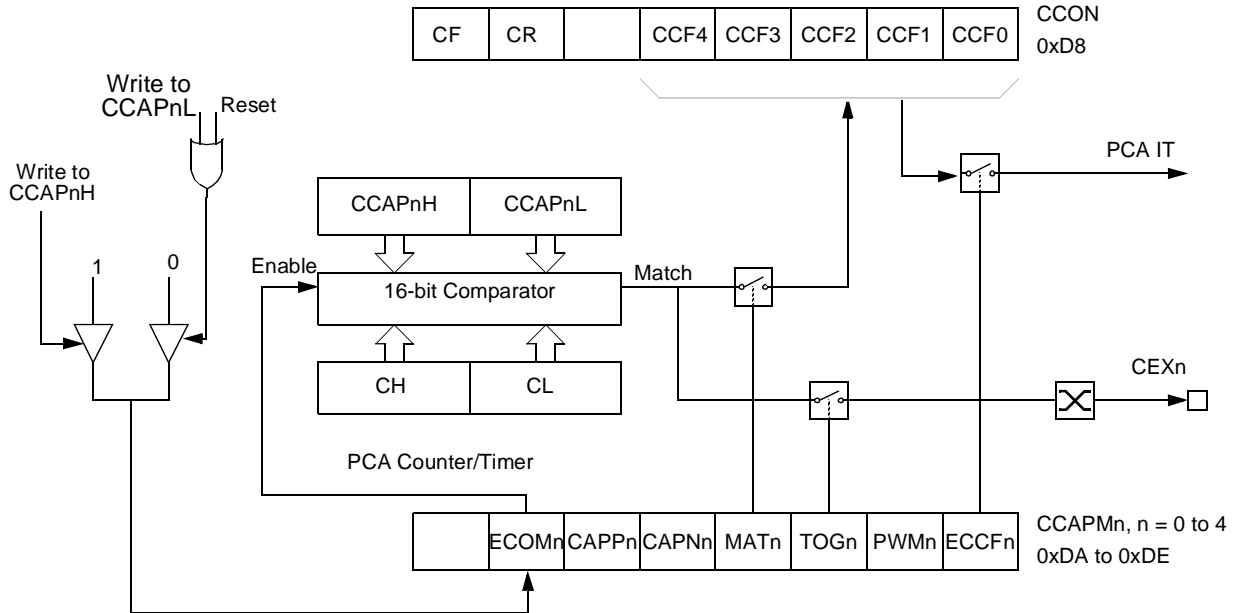 CF CR CCF4 CCF3 CCF2 CCF1 CCF0
CCON
0xD8
Write to
CCAPnL
Reset
PCA IT
Write to
CCAPnH
CCAPnH CCAPnL
1
0
Enable
16-bit Comparator
Match
CH CL
CEXn
PCA Counter/Timer
ECOMn CAPPn CAPNn MATn TOGn PWMn ECCFn
CCAPMn, n = 0 to 4
0xDA to 0xDE